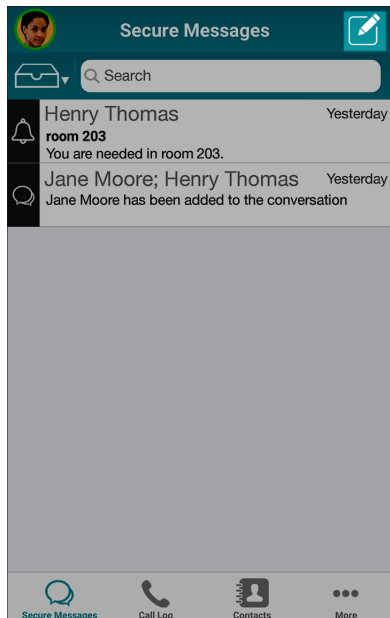 Secure Messages
Search
Henry Thomas Yesterday
room 203
You are needed in room 203.
Jane Moore; Henry Thomas Yesterday
Jane Moore has been added to the conversation
Secure Messages Call Log Contacts More